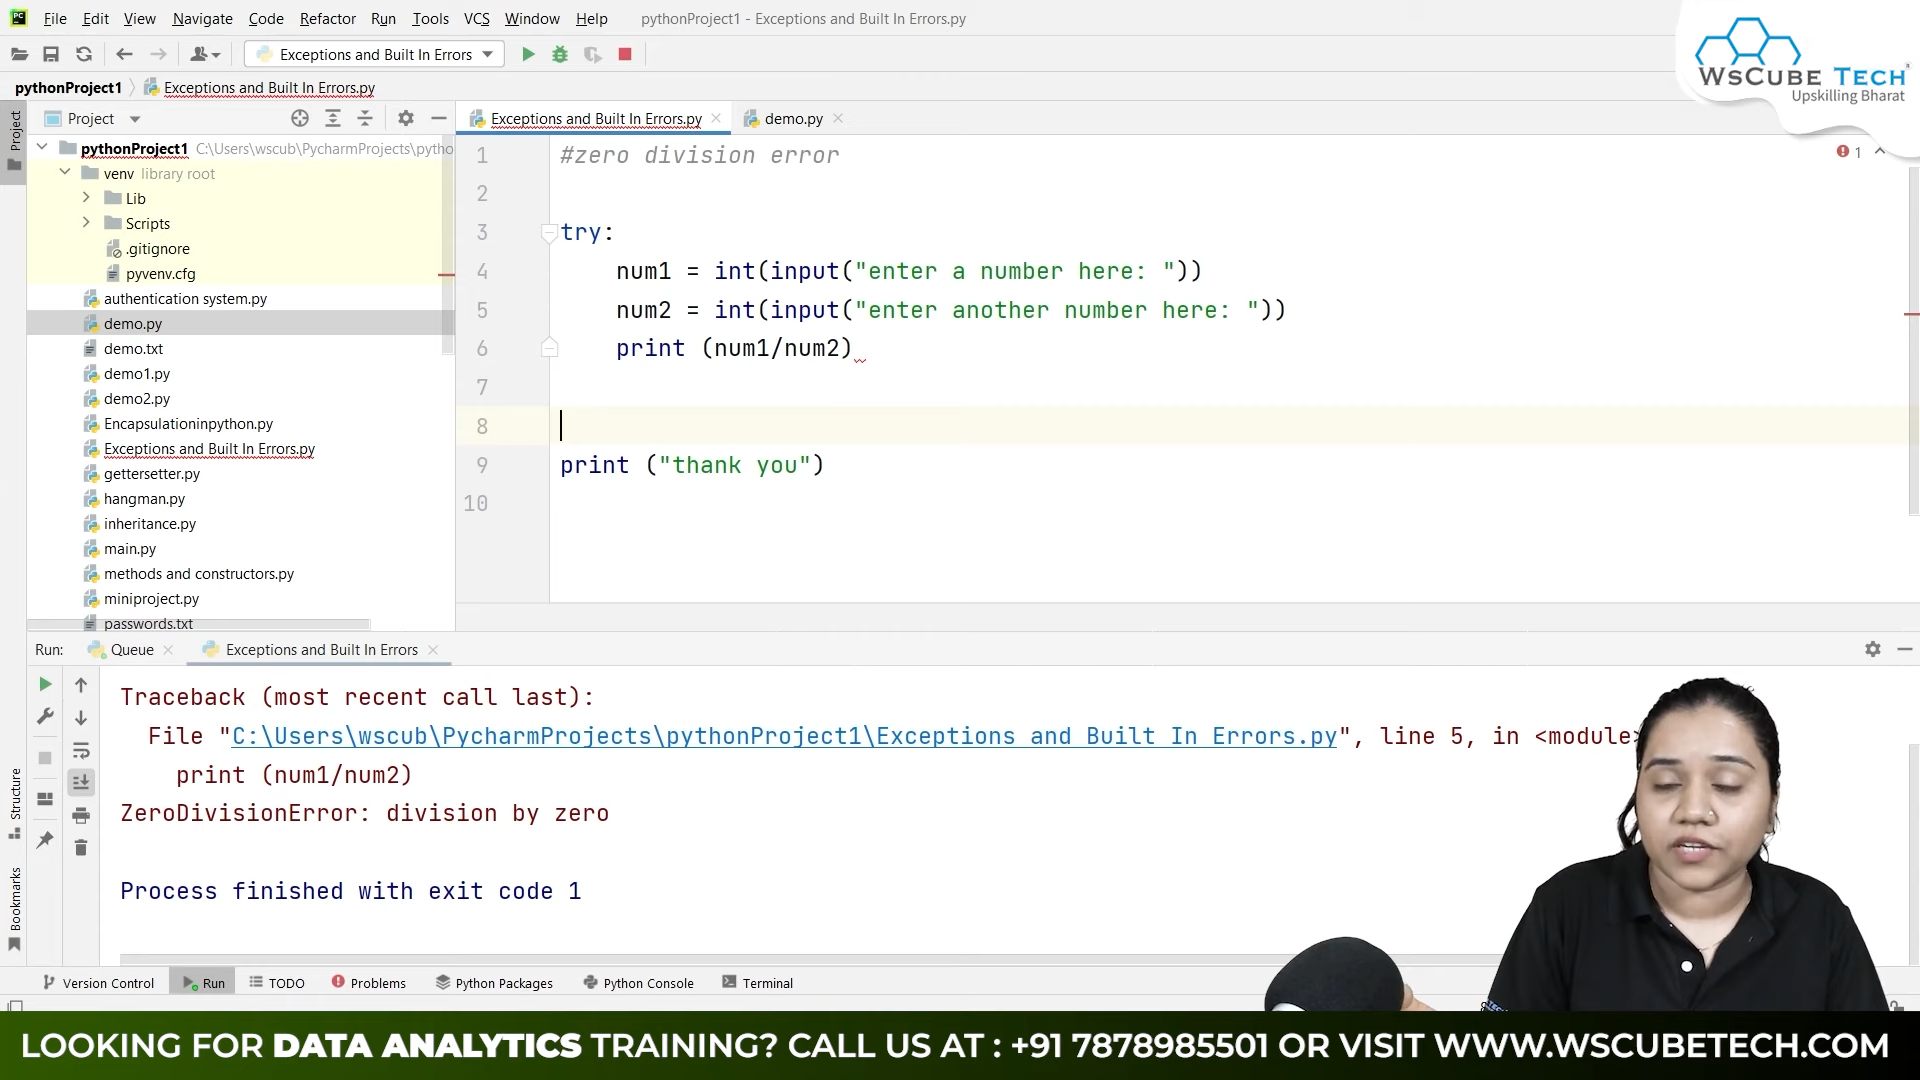 File Edit View Navigate Code Refactor Run Tools VCS Window Help pythonProject1 - Exceptions and Built In Errors.py
Exceptions and Built In Errors
WsCube Tech
Upskilling Bharat
pythonProject1 Exceptions and Built In Errors.py
Project
Project
Exceptions and Built In Errors.py
demo.py
pythonProject1 C:\Users\wscub\PycharmProjects\pytho
venv library root
Lib
Scripts
.gitignore
pyvenv.cfg
authentication system.py
demo.py
demo.txt
demo1.py
demo2.py
Encapsulationinpython.py
Exceptions and Built In Errors.py
gettersetter.py
hangman.py
inheritance.py
main.py
methods and constructors.py
miniproject.py
passwords.txt
1 #zero division error
2
3 try:
4 num1 = int(input("enter a number here: "))
5 num2 = int(input("enter another number here: "))
6 print (num1/num2)
7
8
9 print ("thank you")
10
1
Run: Queue Exceptions and Built In Errors
Traceback (most recent call last):
File "C:\Users\wscub\PycharmProjects\pythonProject1\Exceptions and Built In Errors.py", line 5, in <module>
print (num1/num2)
ZeroDivisionError: division by zero
Process finished with exit code 1
Structure
Bookmarks
Version Control Run TODO Problems Python Packages Python Console Terminal
LOOKING FOR DATA ANALYTICS TRAINING? CALL US AT : +91 7878985501 OR VISIT WWW.WSCUBETECH.COM